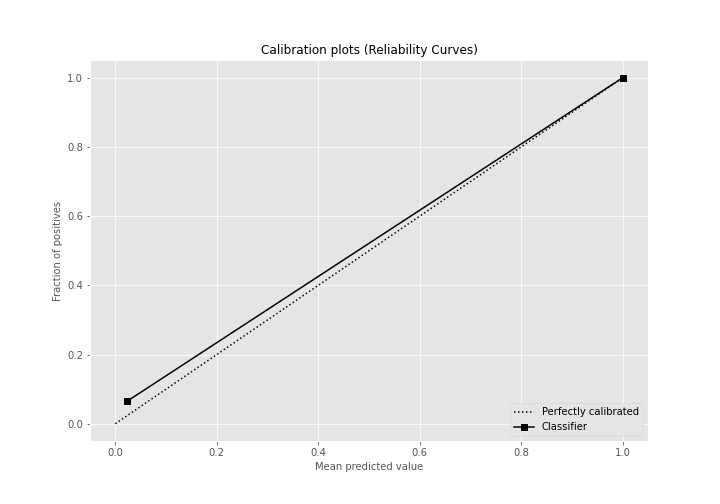 Calibration plots (Reliability Curves)
1.0
0.8
0.6
0.4
0.2
0.0
Fraction of positives
0.0 0.2 0.4 0.6 0.8 1.0
Mean predicted value
Perfectly calibrated
Classifier